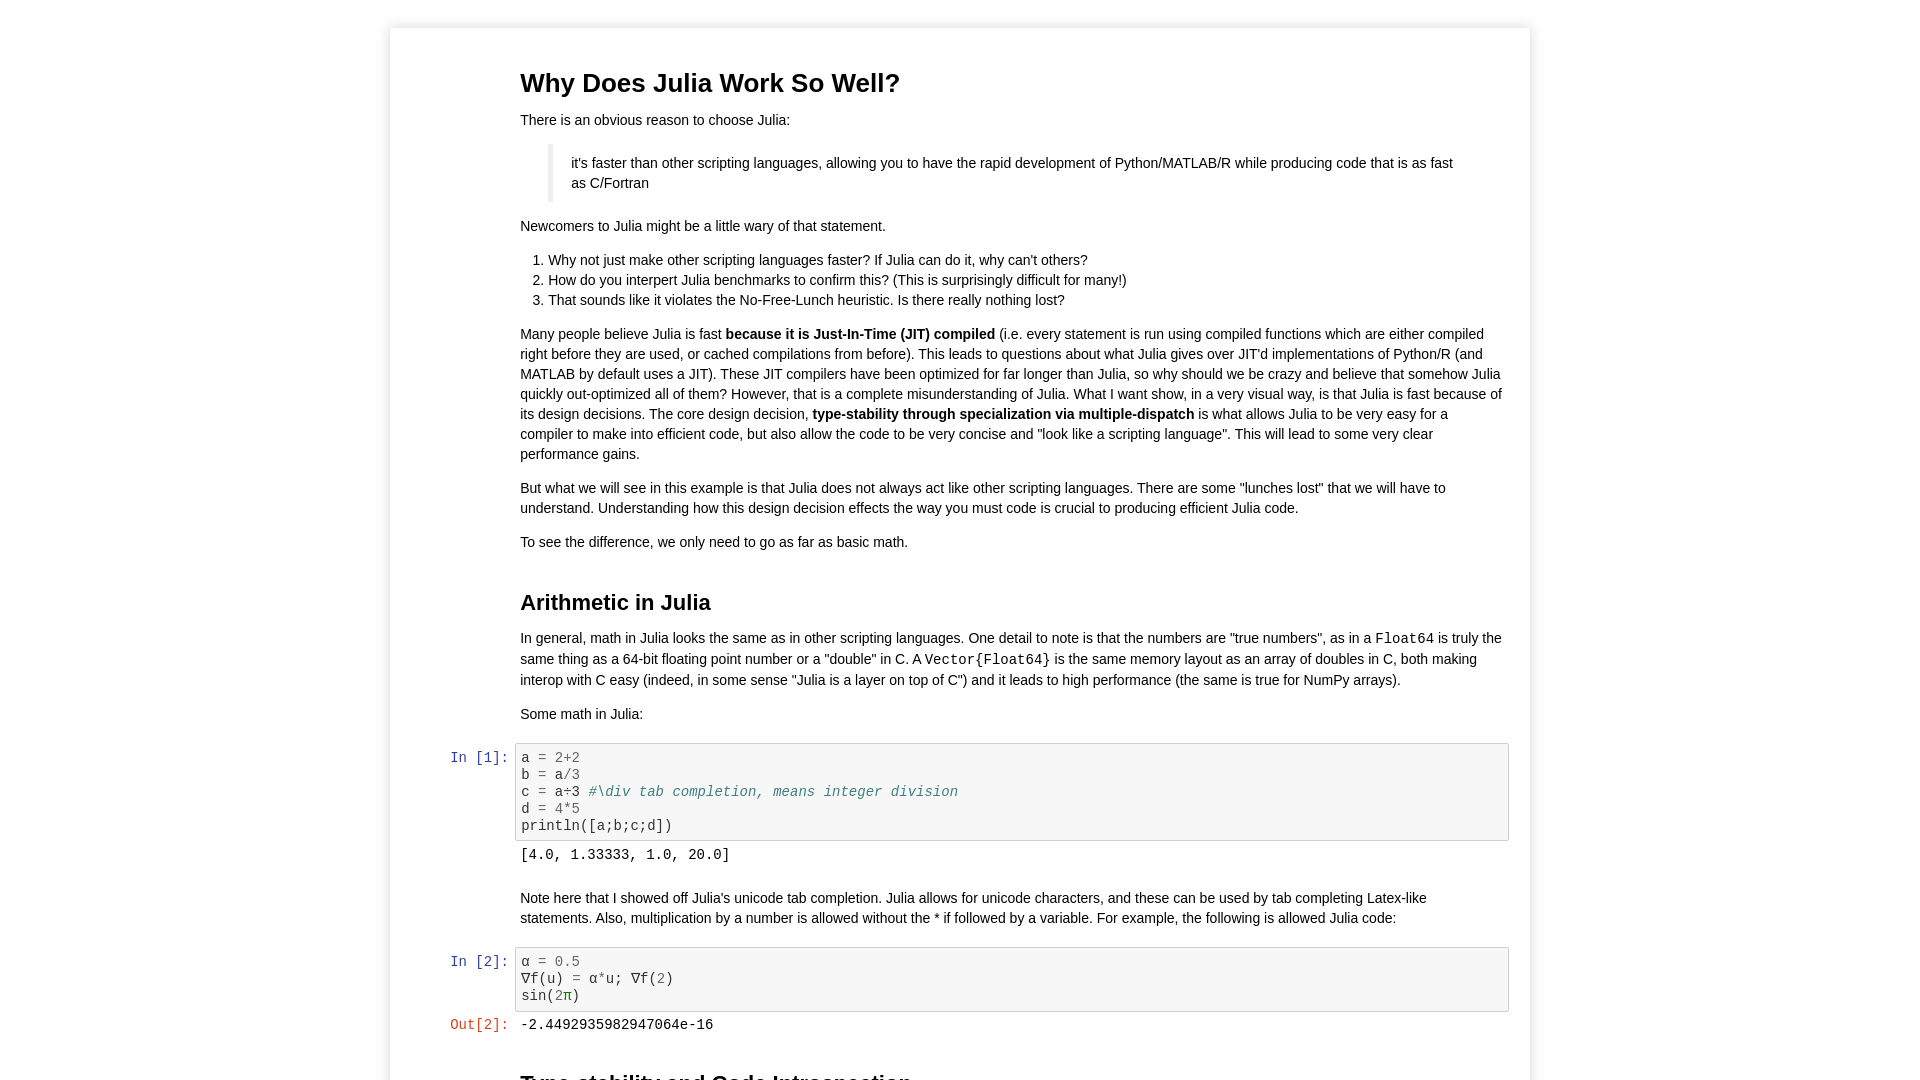 Why Does Julia Work So Well?
There is an obvious reason to choose Julia:
it's faster than other scripting languages, allowing you to have the rapid development of Python/MATLAB/R while producing code that is as fast
as C/Fortran
Newcomers to Julia might be a little wary of that statement.
1. Why not just make other scripting languages faster? If Julia can do it, why can't others?
2. How do you interpert Julia benchmarks to confirm this? (This is surprisingly difficult for many!)
3. That sounds like it violates the No-Free-Lunch heuristic. Is there really nothing lost?
Many people believe Julia is fast because it is Just-In-Time (JIT) compiled (i.e. every statement is run using compiled functions which are either compiled
right before they are used, or cached compilations from before). This leads to questions about what Julia gives over JIT'd implementations of Python/R (and
MATLAB by default uses a JIT). These JIT compilers have been optimized for far longer than Julia, so why should we be crazy and believe that somehow Julia
quickly out-optimized all of them? However, that is a complete misunderstanding of Julia. What I want show, in a very visual way, is that Julia is fast because of
its design decisions. The core design decision, type-stability through specialization via multiple-dispatch is what allows Julia to be very easy for a
compiler to make into efficient code, but also allow the code to be very concise and "look like a scripting language". This will lead to some very clear
performance gains.
But what we will see in this example is that Julia does not always act like other scripting languages. There are some "lunches lost" that we will have to
understand. Understanding how this design decision effects the way you must code is crucial to producing efficient Julia code.
To see the difference, we only need to go as far as basic math.
Arithmetic in Julia
In general, math in Julia looks the same as in other scripting languages. One detail to note is that the numbers are "true numbers", as in a Float64 is truly the
same thing as a 64-bit floating point number or a "double" in C. A Vector{Float64} is the same memory layout as an array of doubles in C, both making
interop with C easy (indeed, in some sense "Julia is a layer on top of C") and it leads to high performance (the same is true for NumPy arrays).
Some math in Julia:
In [1]: a = 2+2
b = a/3
c = a÷3 #\div tab completion, means integer division
d = 4*5
println([a;b;c;d])
[4.0, 1.33333, 1.0, 20.0]
Note here that I showed off Julia's unicode tab completion. Julia allows for unicode characters, and these can be used by tab completing Latex-like
statements. Also, multiplication by a number is allowed without the * if followed by a variable. For example, the following is allowed Julia code:
In [2]: α = 0.5
∇f(u) = α*u; ∇f(2)
sin(2π)
Out[2]: -2.4492935982947064e-16
Type-stability and Code Introspection